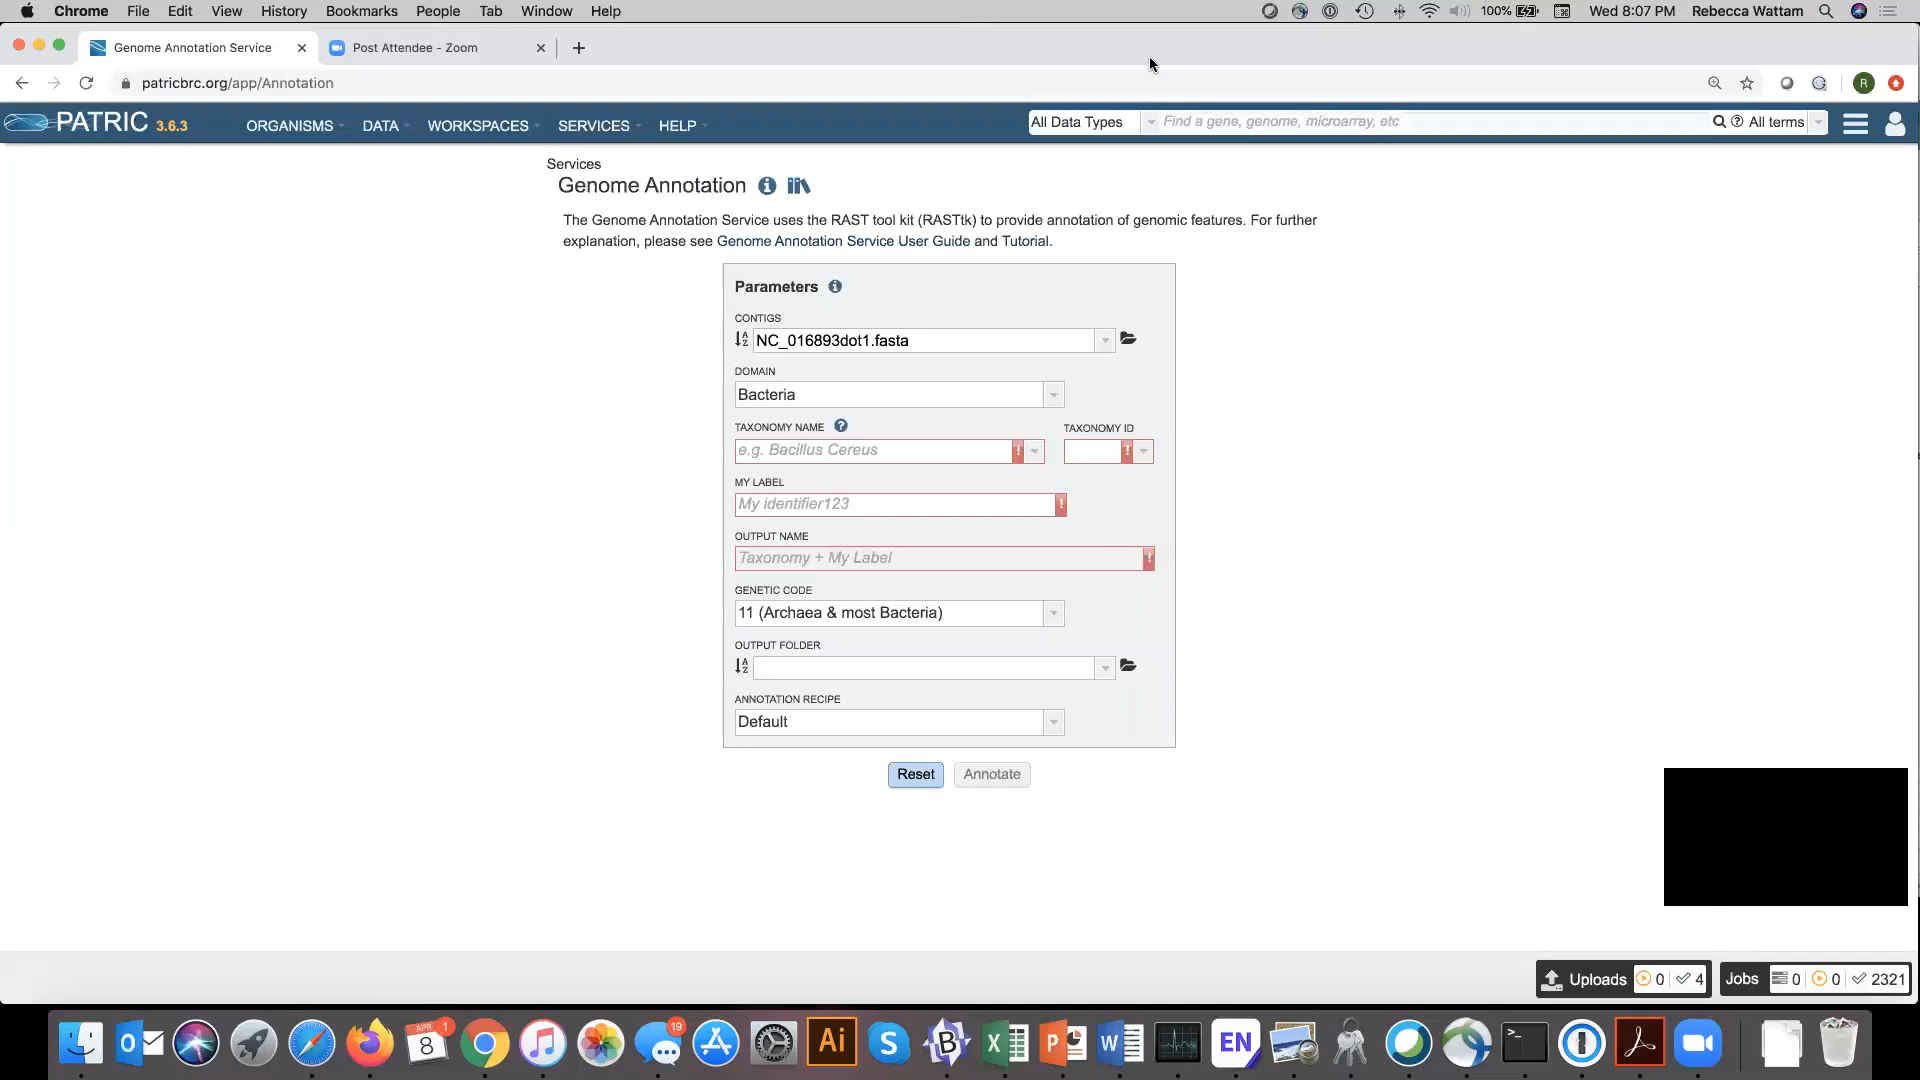 Chrome File Edit View History Bookmarks People Tab Window Help 100% Wed 8:07 PM Rebecca Wattam
Genome Annotation Service Post Attendee - Zoom
patricbrc.org/app/Annotation R
PATRIC 3.6.3 ORGANISMS DATA WORKSPACES SERVICES HELP All Data Types Find a gene, genome, microarray, etc All terms
Services
Genome Annotation
The Genome Annotation Service uses the RAST tool kit (RASTtk) to provide annotation of genomic features. For further
explanation, please see Genome Annotation Service User Guide and Tutorial.
Parameters
CONTIGS
NC_016893dot1.fasta
DOMAIN
Bacteria
TAXONOMY NAME TAXONOMY ID
e.g. Bacillus Cereus ! !
MY LABEL
My identifier123 !
OUTPUT NAME
Taxonomy + My Label !
GENETIC CODE
11 (Archaea & most Bacteria)
OUTPUT FOLDER
ANNOTATION RECIPE
Default
Reset Annotate
Uploads 0 4 Jobs 0 0 2321
APR 8 1 19 Ai S B X P W EN >_